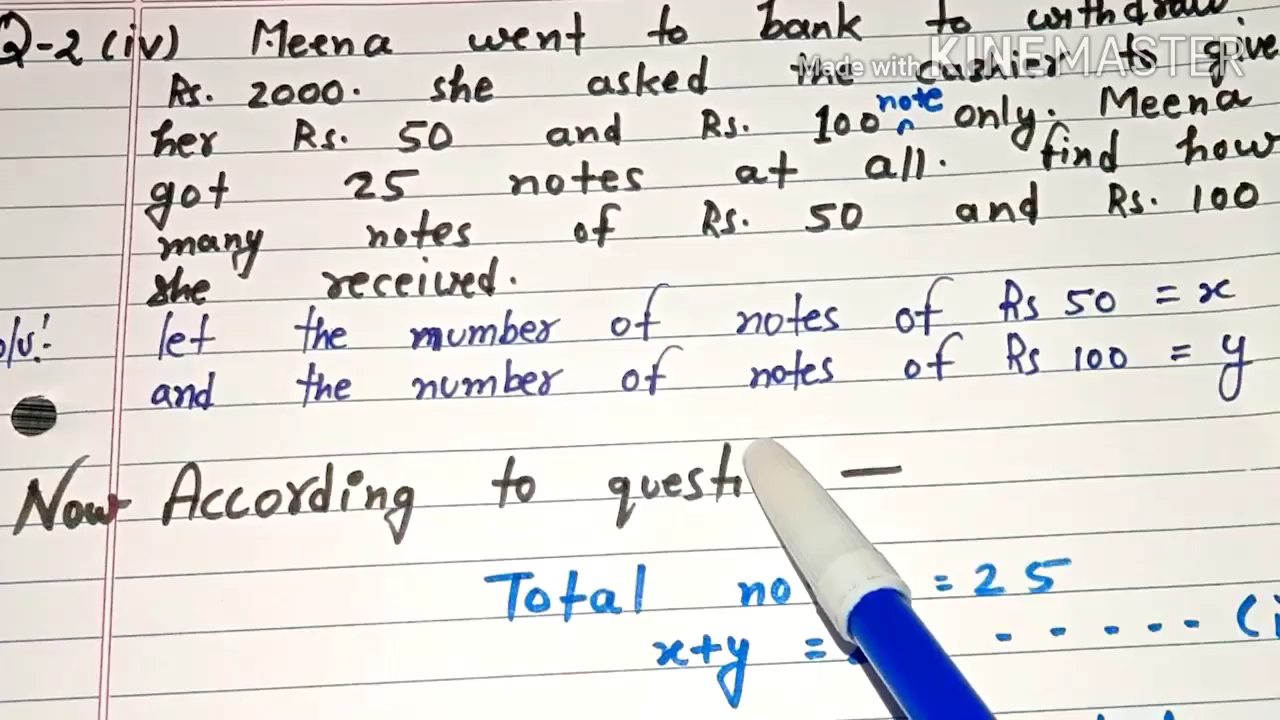 Q-2 (iv) Meena went to bank to withdraw.
Made with KINEMASTER
Rs. 2000. she asked the cashier to give
her Rs. 50 and Rs. 100 note only. Meena
got 25 notes at all. find how
many notes of Rs. 50 and Rs. 100
she received.
let the number of notes of Rs 50 = x
and the number of notes of Rs 100 = y
Now According to questi —
Total no = 25
x+y = ..... (i